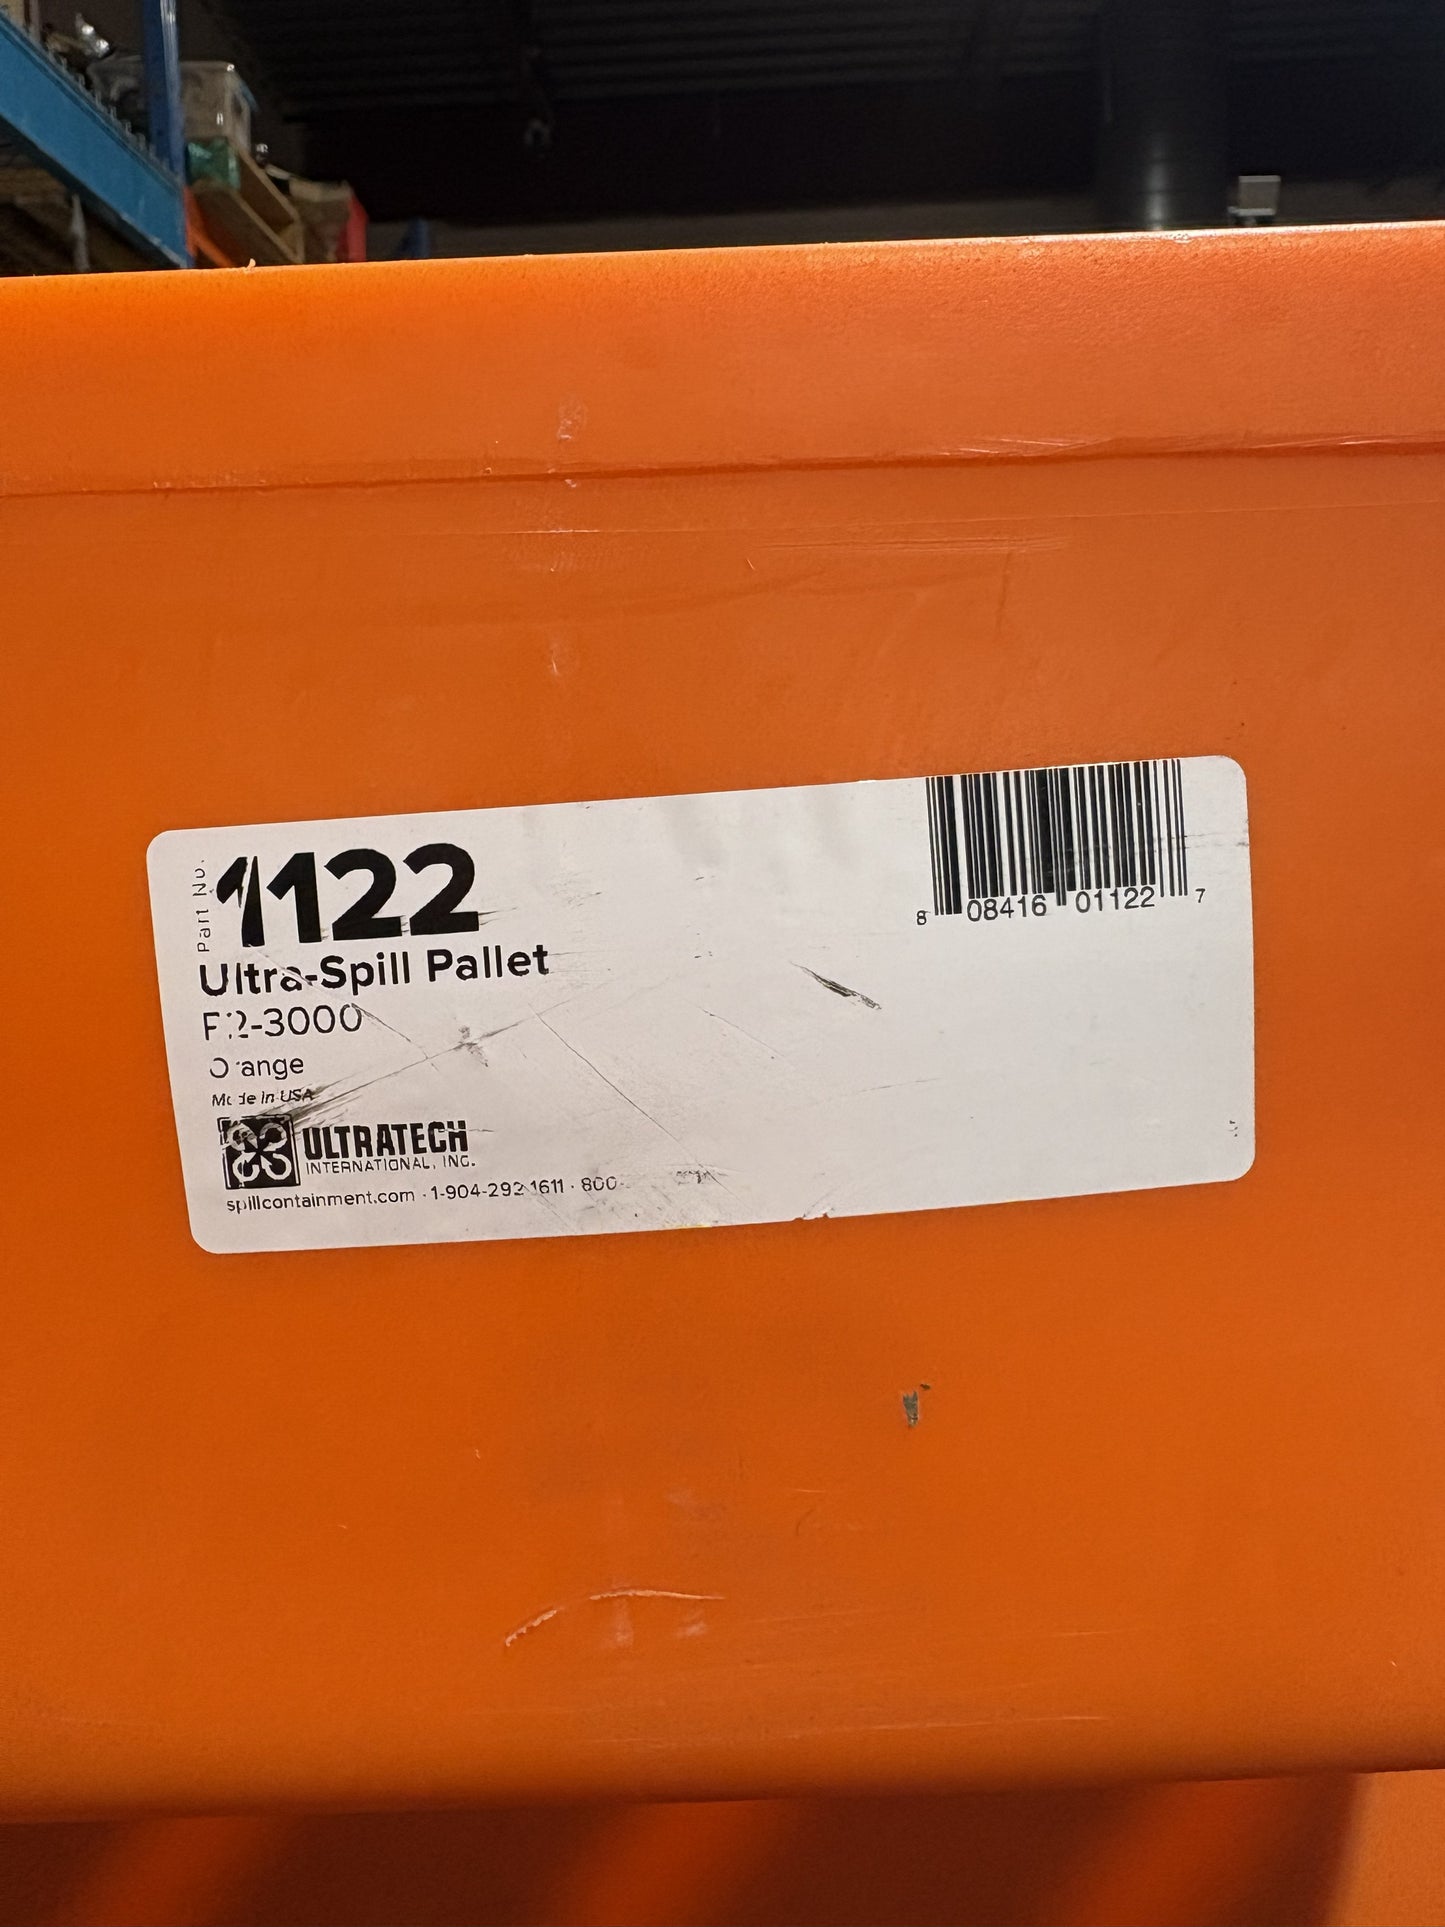 Part No.
1122
Ultra-Spill Pallet
P2-3000
Orange
Made in USA
ULTRATECH
INTERNATIONAL, INC.
spillcontainment.com · 1-904-292-1611 · 800-
8 08416 01122 7